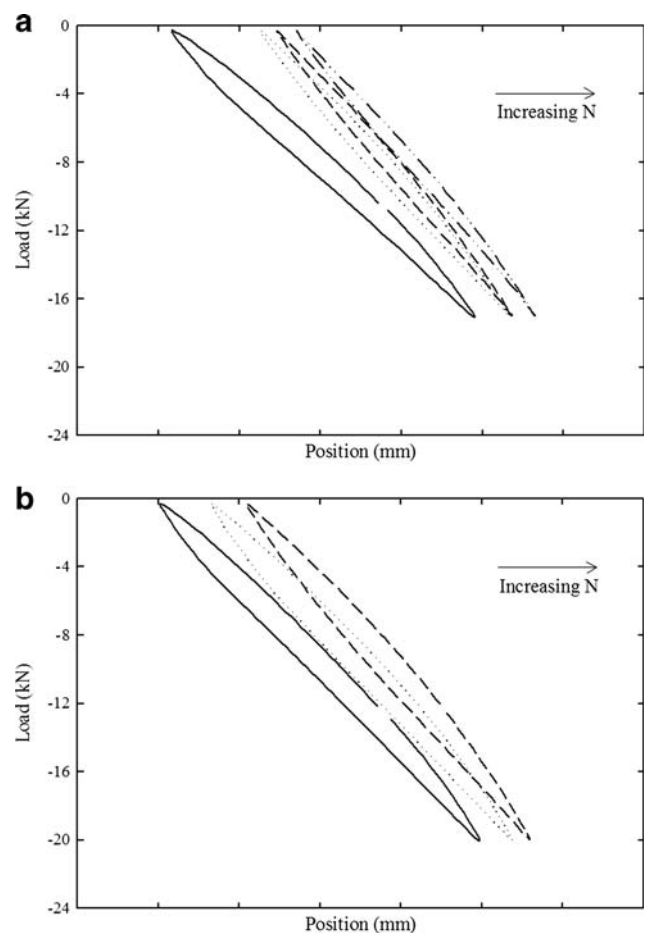 a
0
-4
-8
-12
-16
-20
-24
Load (kN)
Increasing N
Position (mm)
b
0
-4
-8
-12
-16
-20
-24
Load (kN)
Increasing N
Position (mm)